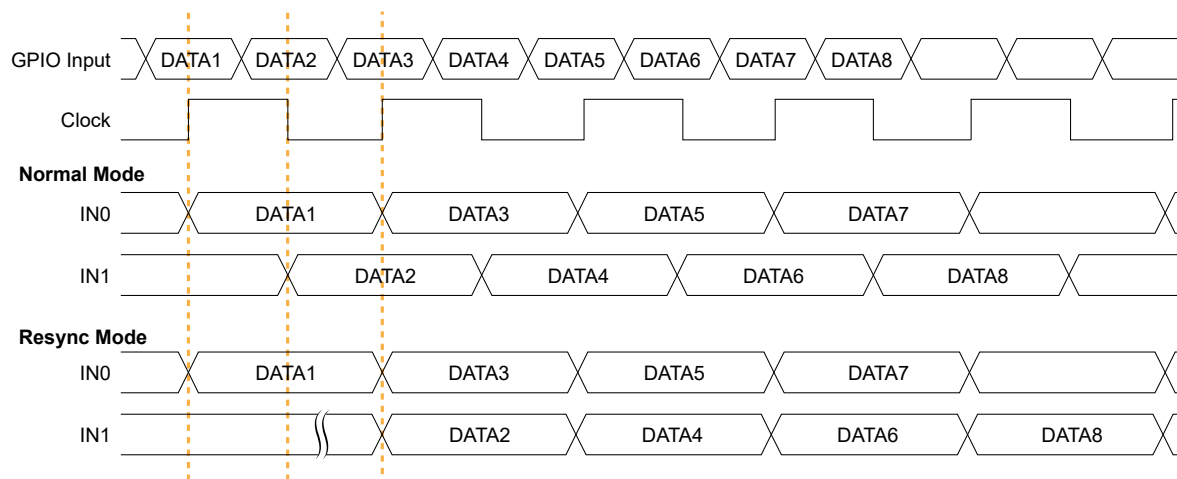 GPIO Input DATA1 DATA2 DATA3 DATA4 DATA5 DATA6 DATA7 DATA8
Clock
Normal Mode
IN0 DATA1 DATA3 DATA5 DATA7
IN1 DATA2 DATA4 DATA6 DATA8
Resync Mode
IN0 DATA1 DATA3 DATA5 DATA7
IN1 DATA2 DATA4 DATA6 DATA8